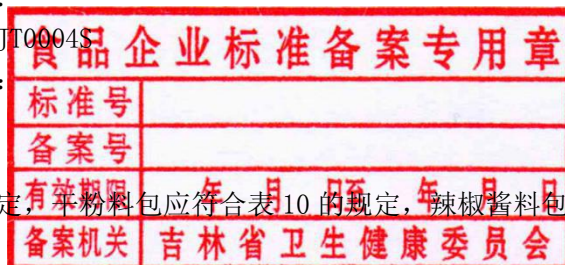 JT0004S
食品企业标准备案专用章
标准号
备案号
有效期限 年 月 日至 年 月 日
定,干粉料包应符合表10的规定,辣椒酱料包
备案机关 吉林省卫生健康委员会